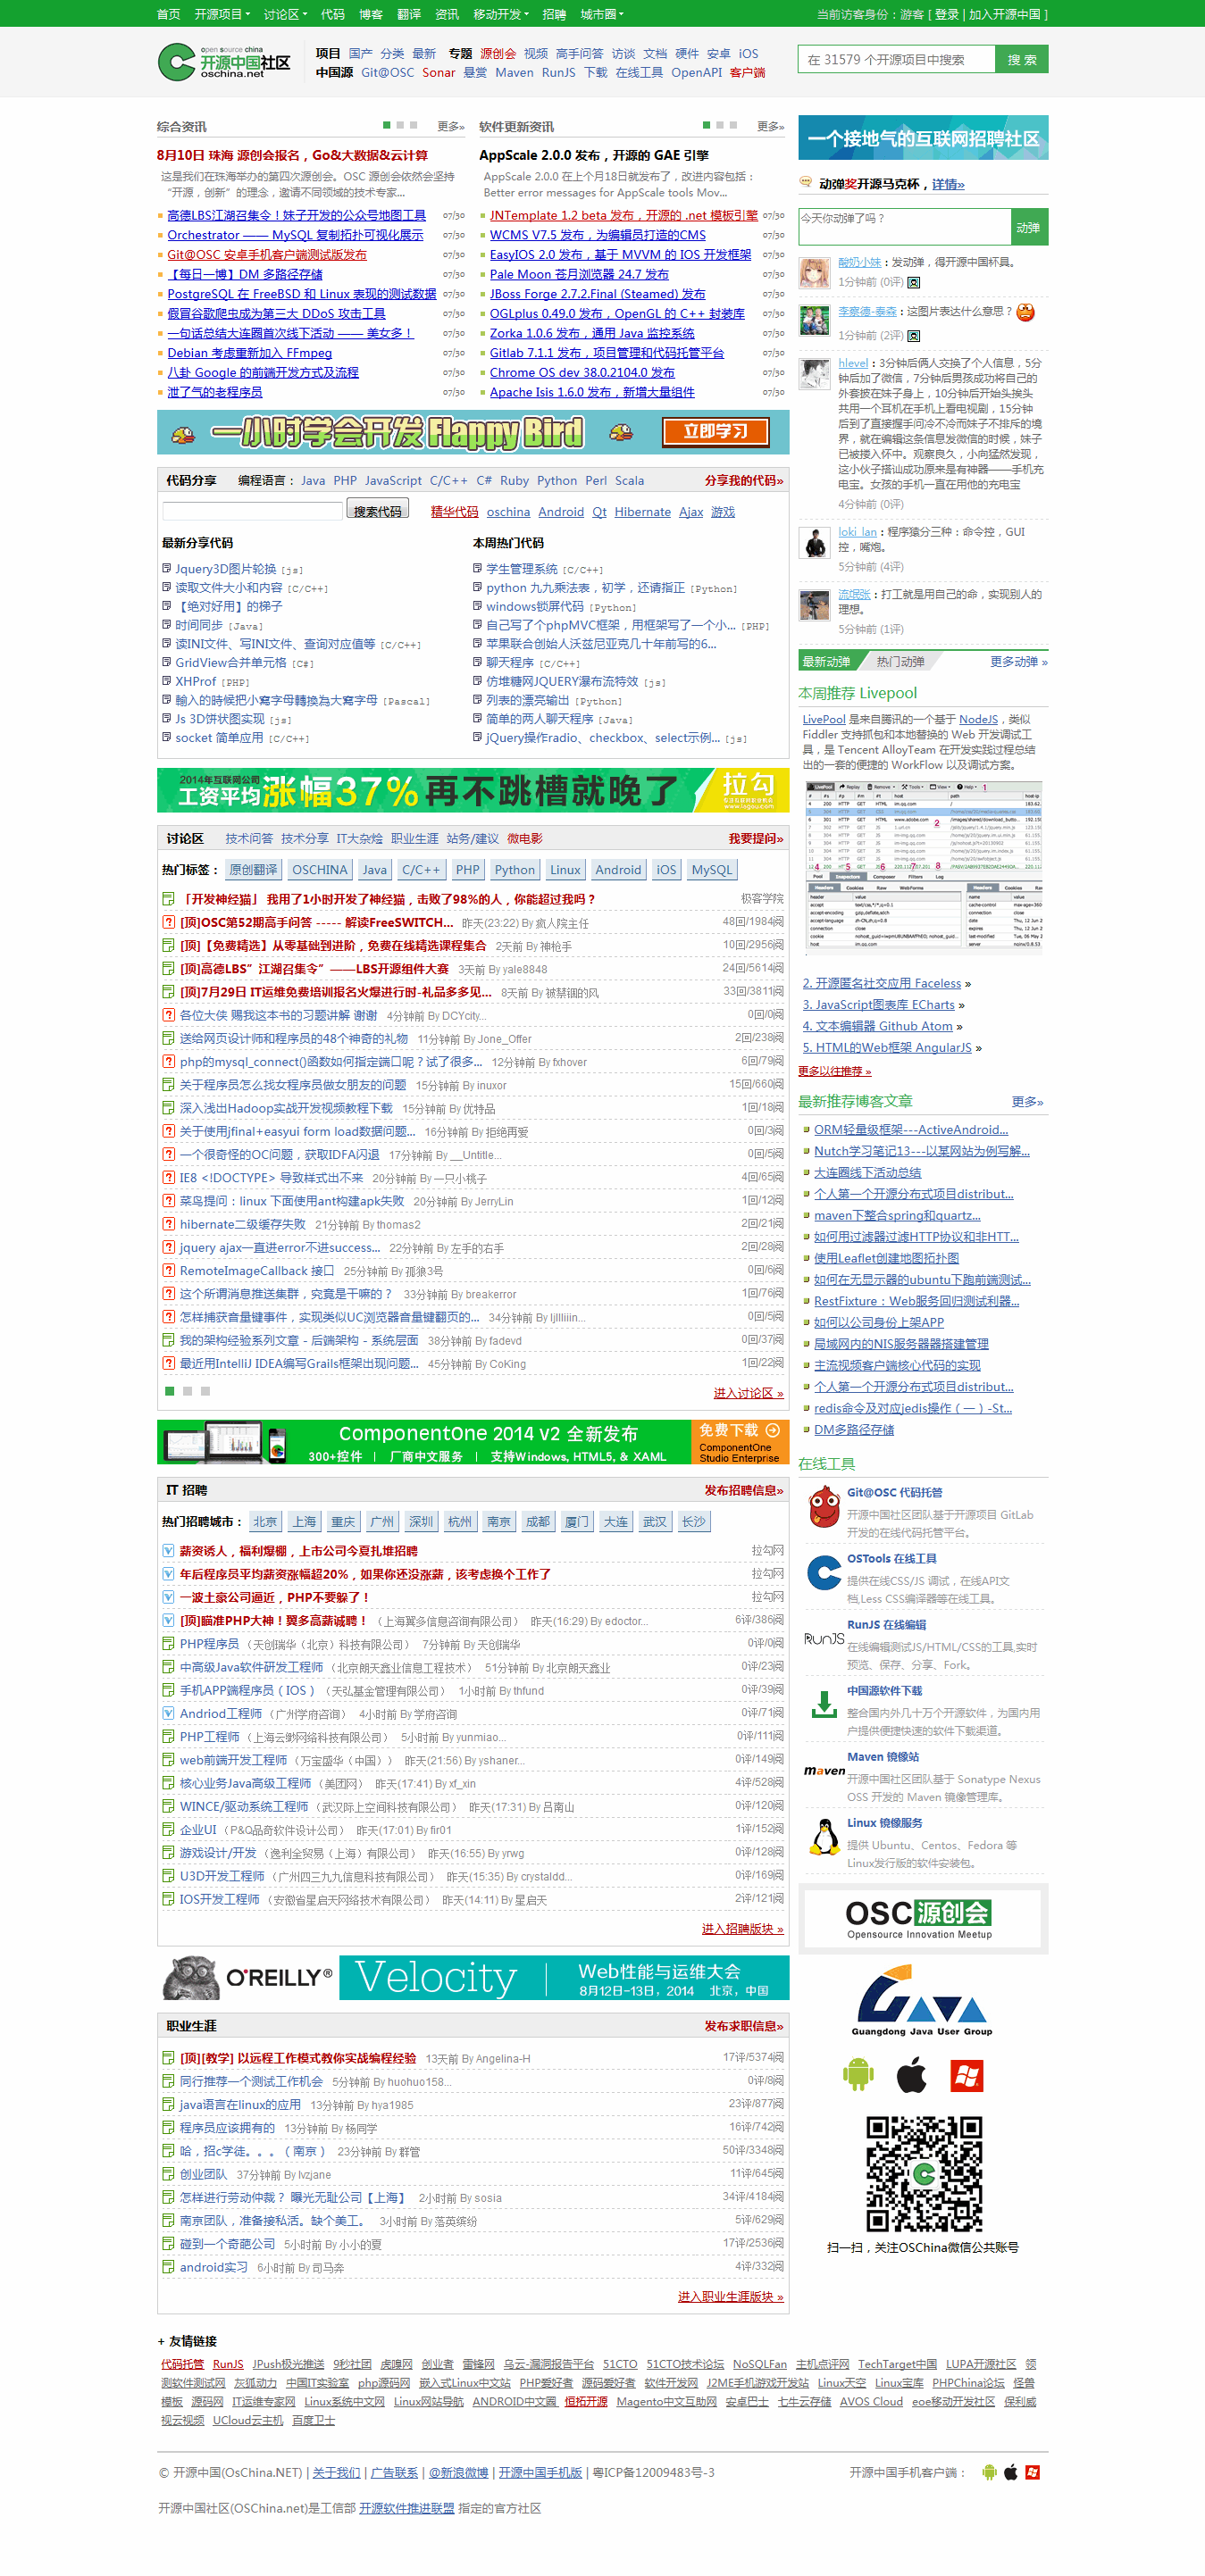 首页 开源项目 讨论区 代码 博客 翻译 资讯 移动开发 招聘 城市圈 当前访客身份：游客 [ 登录 | 加入开源中国 ]
open source china
开源中国社区
oschina.net
项目 国产 分类 最新 专题 源创会 视频 高手问答 访谈 文档 硬件 安卓 iOS
中国源 Git@OSC Sonar 悬赏 Maven RunJS 下载 在线工具 OpenAPI 客户端
在 31579 个开源项目中搜索 搜 索
综合资讯 更多»
8月10日 珠海 源创会报名，Go&大数据&云计算
这是我们在珠海举办的第四次源创会。OSC 源创会依然会坚持
“开源，创新”的理念，邀请不同领域的技术专家...
高德LBS江湖召集令！妹子开发的公众号地图工具 07/30
Orchestrator —— MySQL 复制拓扑可视化展示 07/30
Git@OSC 安卓手机客户端测试版发布 07/30
【每日一博】DM 多路径存储 07/30
PostgreSQL 在 FreeBSD 和 Linux 表现的测试数据 07/30
假冒谷歌爬虫成为第三大 DDoS 攻击工具 07/30
一句话总结大连圈首次线下活动 —— 美女多！ 07/30
Debian 考虑重新加入 FFmpeg 07/30
八卦 Google 的前端开发方式及流程 07/30
泄了气的老程序员 07/30
软件更新资讯 更多»
AppScale 2.0.0 发布，开源的 GAE 引擎
AppScale 2.0.0 在上个月18日就发布了，改进内容包括：
Better error messages for AppScale tools Mov...
JNTemplate 1.2 beta 发布，开源的 .net 模板引擎 07/30
WCMS V7.5 发布，为编辑员打造的CMS 07/30
EasyIOS 2.0 发布，基于 MVVM 的 IOS 开发框架 07/30
Pale Moon 苍月浏览器 24.7 发布 07/30
JBoss Forge 2.7.2.Final (Steamed) 发布 07/30
OGLplus 0.49.0 发布，OpenGL 的 C++ 封装库 07/30
Zorka 1.0.6 发布，通用 Java 监控系统 07/30
Gitlab 7.1.1 发布，项目管理和代码托管平台 07/30
Chrome OS dev 38.0.2104.0 发布 07/30
Apache Isis 1.6.0 发布，新增大量组件 07/30
一小时学会开发 Flappy Bird 立即学习
代码分享 编程语言： Java PHP JavaScript C/C++ C# Ruby Python Perl Scala 分享我的代码»
搜索代码 精华代码 oschina Android Qt Hibernate Ajax 游戏
最新分享代码
Jquery3D图片轮换 [js]
读取文件大小和内容 [C/C++]
【绝对好用】的梯子
时间同步 [Java]
读INI文件、写INI文件、查询对应值等 [C/C++]
GridView合并单元格 [C#]
XHProf [PHP]
輸入的時候把小寫字母轉換為大寫字母 [Pascal]
Js 3D饼状图实现 [js]
socket 简单应用 [C/C++]
本周热门代码
学生管理系统 [C/C++]
python 九九乘法表，初学，还请指正 [Python]
windows锁屏代码 [Python]
自己写了个phpMVC框架，用框架写了一个小... [PHP]
苹果联合创始人沃兹尼亚克几十年前写的6...
聊天程序 [C/C++]
仿堆糖网JQUERY瀑布流特效 [js]
列表的漂亮输出 [Python]
简单的两人聊天程序 [Java]
jQuery操作radio、checkbox、select示例... [js]
2014年互联网公司
工资平均涨幅37% 再不跳槽就晚了 拉勾
讨论区 技术问答 技术分享 IT大杂烩 职业生涯 站务/建议 微电影 我要提问»
热门标签： 原创翻译 OSCHINA Java C/C++ PHP Python Linux Android iOS MySQL
「开发神经猫」 我用了1小时开发了神经猫，击败了98%的人，你能超过我吗？ 极客学院
[顶]OSC第52期高手问答 ----- 解读FreeSWITCH... 昨天(23:22) By 疯人院主任 48回/1984阅
[顶]【免费精选】从零基础到进阶，免费在线精选课程集合 2天前 By 神枪手 10回/2956阅
[顶]高德LBS”江湖召集令”——LBS开源组件大赛 3天前 By yale8848 24回/5614阅
[顶]7月29日 IT运维免费培训报名火爆进行时-礼品多多见... 8天前 By 被禁锢的风 33回/3811阅
各位大侠 赐我这本书的习题讲解 谢谢 4分钟前 By DCYcity... 0回/0阅
送给网页设计师和程序员的48个神奇的礼物 11分钟前 By Jone_Offer 2回/238阅
php的mysql_connect()函数如何指定端口呢？试了很多... 12分钟前 By fxhover 6回/79阅
关于程序员怎么找女程序员做女朋友的问题 15分钟前 By inuxor 15回/660阅
深入浅出Hadoop实战开发视频教程下载 15分钟前 By 优特品 1回/18阅
关于使用jfinal+easyui form load数据问题... 16分钟前 By 拒绝再爱 0回/3阅
一个很奇怪的OC问题，获取IDFA闪退 17分钟前 By __Untitle... 0回/5阅
IE8 <!DOCTYPE> 导致样式出不来 20分钟前 By 一只小桃子 4回/65阅
菜鸟提问：linux 下面使用ant构建apk失败 20分钟前 By JerryLin 1回/12阅
hibernate二级缓存失败 21分钟前 By thomas2 2回/21阅
jquery ajax一直进error不进success... 22分钟前 By 左手的右手 2回/28阅
RemoteImageCallback 接口 25分钟前 By 孤狼3号 0回/6阅
这个所谓消息推送集群，究竟是干嘛的？ 33分钟前 By breakerror 1回/76阅
怎样捕获音量键事件，实现类似UC浏览器音量键翻页的... 34分钟前 By ljllliiin... 0回/5阅
我的架构经验系列文章 - 后端架构 - 系统层面 38分钟前 By fadevd 0回/37阅
最近用IntelliJ IDEA编写Grails框架出现问题... 45分钟前 By CoKing 1回/22阅
进入讨论区 »
ComponentOne 2014 v2 全新发布
300+控件 | 厂商中文服务 | 支持Windows, HTML5, & XAML
免费下载
ComponentOne
Studio Enterprise
IT 招聘 发布招聘信息»
热门招聘城市： 北京 上海 重庆 广州 深圳 杭州 南京 成都 厦门 大连 武汉 长沙
薪资诱人，福利爆棚，上市公司今夏扎堆招聘 拉勾网
年后程序员平均薪资涨幅超20%，如果你还没涨薪，该考虑换个工作了 拉勾网
一波土豪公司逼近，PHP不要躲了！ 拉勾网
[顶]瞄准PHP大神！翼多高薪诚聘！（上海翼多信息咨询有限公司） 昨天(16:29) By edoctor... 6评/386阅
PHP程序员（天创瑞华（北京）科技有限公司） 7分钟前 By 天创瑞华 0评/0阅
中高级Java软件研发工程师（北京朗天鑫业信息工程技术） 51分钟前 By 北京朗天鑫业 0评/23阅
手机APP端程序员（IOS）（天弘基金管理有限公司） 1小时前 By thfund 0评/39阅
Andriod工程师（广州学府咨询） 4小时前 By 学府咨询 0评/71阅
PHP工程师（上海云眇网络科技有限公司） 5小时前 By yunmiao... 0评/111阅
web前端开发工程师（万宝盛华（中国）） 昨天(21:56) By yshaner... 0评/149阅
核心业务Java高级工程师（美团网） 昨天(17:41) By xf_xin 4评/528阅
WINCE/驱动系统工程师（武汉际上空间科技有限公司） 昨天(17:31) By 吕南山 0评/120阅
企业UI（P&Q品奇软件设计公司） 昨天(17:01) By fir01 1评/152阅
游戏设计/开发（逸利全贸易（上海）有限公司） 昨天(16:55) By yrwg 0评/128阅
U3D开发工程师（广州四三九九信息科技有限公司） 昨天(15:35) By crystaldd... 0评/169阅
IOS开发工程师（安徽省星启天网络技术有限公司） 昨天(14:11) By 星启天 2评/121阅
进入招聘版块 »
O'REILLY® Velocity Web性能与运维大会
8月12日-13日，2014 北京，中国
职业生涯 发布求职信息»
[顶][教学] 以远程工作模式教你实战编程经验 13天前 By Angelina-H 17评/5374阅
同行推荐一个测试工作机会 5分钟前 By huohuo158... 0评/8阅
java语言在linux的应用 13分钟前 By hya1985 23评/877阅
程序员应该拥有的 13分钟前 By 杨同学 16评/742阅
哈，招c学徒。。。（南京） 23分钟前 By 群管 50评/3348阅
创业团队 37分钟前 By lvzjane 11评/645阅
怎样进行劳动仲裁？ 曝光无耻公司【上海】 2小时前 By sosia 34评/4184阅
南京团队，准备接私活。缺个美工。 3小时前 By 落英缤纷 5评/629阅
碰到一个奇葩公司 5小时前 By 小小的夏 17评/2536阅
android实习 6小时前 By 司马奔 4评/332阅
进入职业生涯版块 »
一个接地气的互联网招聘社区
动弹奖开源马克杯，详情»
今天你动弹了吗？ 动弹
酸奶小妹：发动弹，得开源中国杯具。
1分钟前 (0评)
李嘉德-泰森：这图片表达什么意思？
1分钟前 (2评)
hlevel：3分钟后俩人交换了个人信息，5分
钟后加了微信，7分钟后男孩成功将自己的
外套披在妹子身上，10分钟后开始头挨头
共用一个耳机在手机上看电视剧，15分钟
后到了直接握手问冷不冷而妹子不排斥的境
界，就在编辑这条信息发微信的时候，妹子
已被搂入怀中。观察良久，小向猛然发现，
这小伙子搭讪成功原来是有神器——手机充
电宝。女孩的手机一直在用他的充电宝
4分钟前 (0评)
loki_lan：程序猿分三种：命令控，GUI
控，嘴炮。
5分钟前 (4评)
流氓张：打工就是用自己的命，实现别人的
理想。
5分钟前 (1评)
最新动弹 热门动弹 更多动弹 »
本周推荐 Livepool
LivePool 是来自腾讯的一个基于 NodeJS，类似
Fiddler 支持抓包和本地替换的 Web 开发调试工
具，是 Tencent AlloyTeam 在开发实践过程总结
出的一套的便捷的 WorkFlow 以及调试方案。
2. 开源匿名社交应用 Faceless »
3. JavaScript图表库 ECharts »
4. 文本编辑器 Github Atom »
5. HTML的Web框架 AngularJS »
更多以往推荐 »
最新推荐博客文章 更多»
ORM轻量级框架---ActiveAndroid...
Nutch学习笔记13---以某网站为例写解...
大连圈线下活动总结
个人第一个开源分布式项目distribut...
maven下整合spring和quartz...
如何用过滤器过滤HTTP协议和非HTT...
使用Leaflet创建地图拓扑图
如何在无显示器的ubuntu下跑前端测试...
RestFixture：Web服务回归测试利器...
如何以公司身份上架APP
局域网内的NIS服务器器搭建管理
主流视频客户端核心代码的实现
个人第一个开源分布式项目distribut...
redis命令及对应jedis操作（一）-St...
DM多路径存储
在线工具
Git@OSC 代码托管
开源中国社区团队基于开源项目 GitLab
开发的在线代码托管平台。
OSTools 在线工具
提供在线CSS/JS 调试，在线API文
档,Less CSS编译器等在线工具。
RunJS 在线编辑
在线编辑测试JS/HTML/CSS的工具,实时
预览、保存、分享、Fork。
中国源软件下载
整合国内外几十万个开源软件，为国内用
户提供便捷快速的软件下载渠道。
Maven 镜像站
开源中国社区团队基于 Sonatype Nexus
OSS 开发的 Maven 镜像管理库。
Linux 镜像服务
提供 Ubuntu、Centos、Fedora 等
Linux发行版的软件安装包。
OSC源创会
Opensource Innovation Meetup
Guangdong Java User Group
扫一扫，关注OSChina微信公共账号
+ 友情链接
代码托管 RunJS JPush极光推送 9秒社团 虎嗅网 创业者 雷锋网 乌云-漏洞报告平台 51CTO 51CTO技术论坛 NoSQLFan 主机点评网 TechTarget中国 LUPA开源社区 领
测软件测试网 灰狐动力 中国IT实验室 php源码网 嵌入式Linux中文站 PHP爱好者 源码爱好者 软件开发网 J2ME手机游戏开发站 Linux天空 Linux宝库 PHPChina论坛 怪兽
模板 源码网 IT运维专家网 Linux系统中文网 Linux网站导航 ANDROID中文圈 恒拓开源 Magento中文互助网 安卓巴士 七牛云存储 AVOS Cloud eoe移动开发社区 保利威
视云视频 UCloud云主机 百度卫士
© 开源中国(OsChina.NET) | 关于我们 | 广告联系 | @新浪微博 | 开源中国手机版 | 粤ICP备12009483号-3 开源中国手机客户端：
开源中国社区(OSChina.net)是工信部 开源软件推进联盟 指定的官方社区